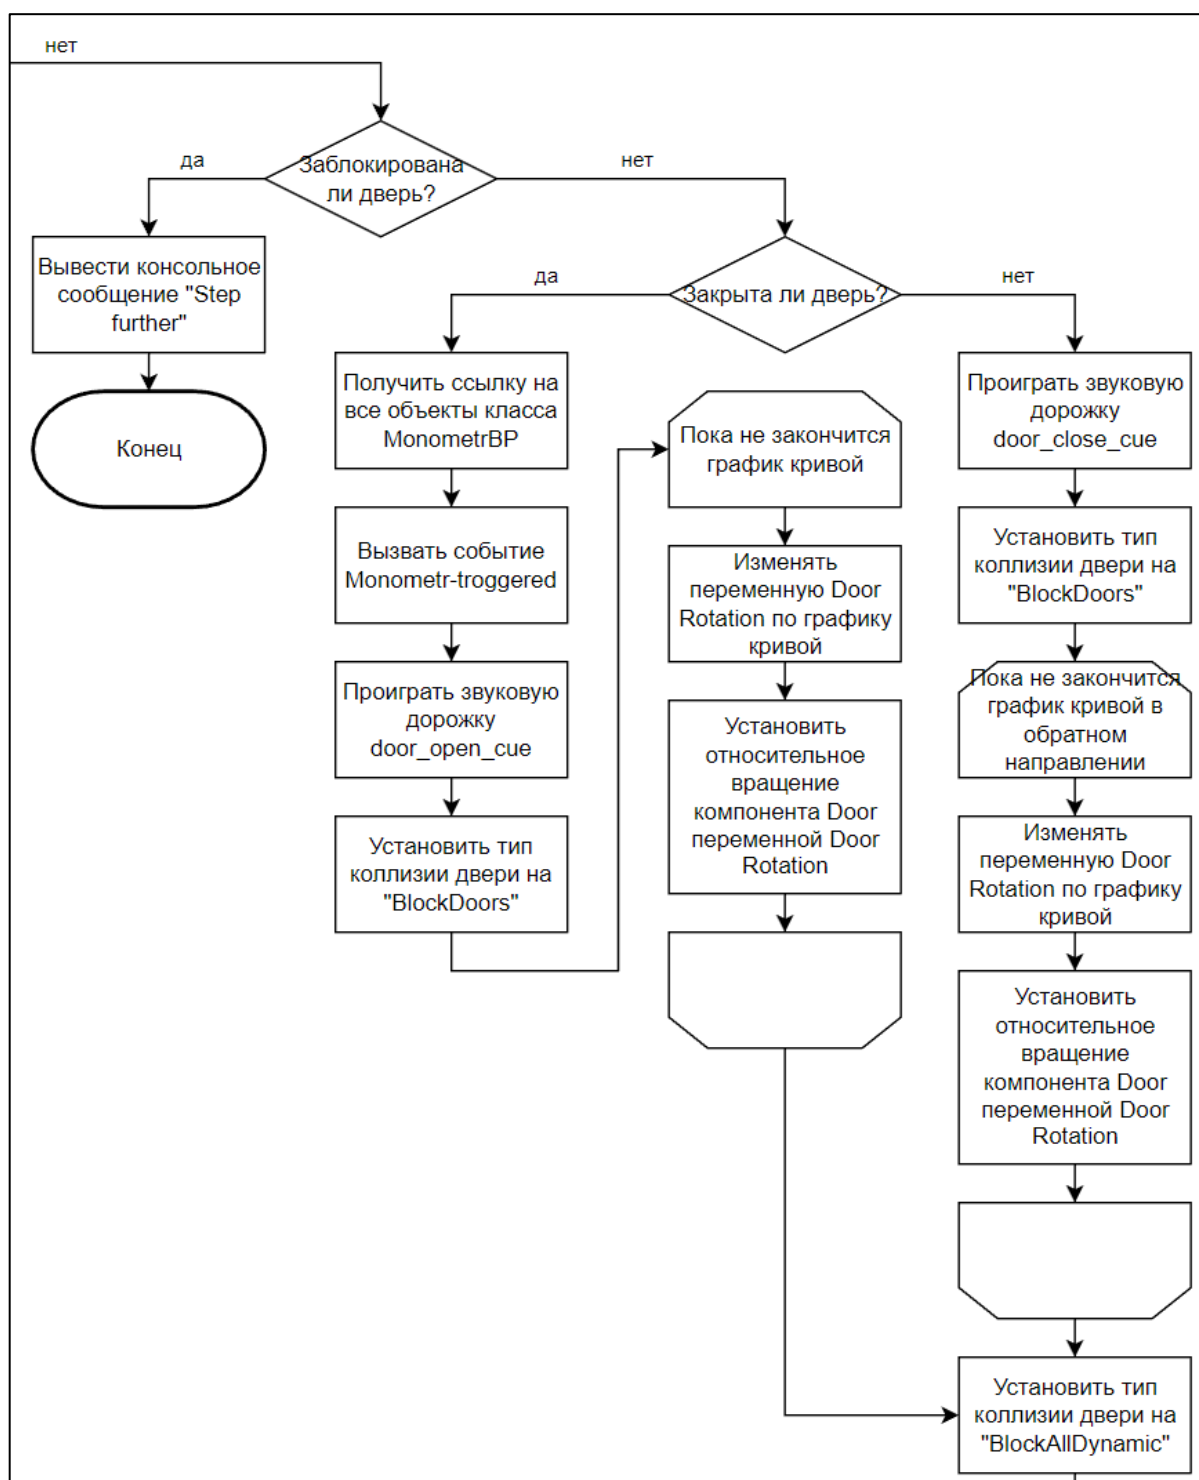 нет
Заблокирована
ли дверь?
да
нет
Вывести консольное
сообщение "Step
further"
Конец
Закрыта ли дверь?
да
нет
Получить ссылку на
все объекты класса
MonometrBP
Вызвать событие
Monometr-troggered
Проиграть звуковую
дорожку
door_open_cue
Установить тип
коллизии двери на
"BlockDoors"
Пока не закончится
график кривой
Изменять
переменную Door
Rotation по графику
кривой
Установить
относительное
вращение
компонента Door
переменной Door
Rotation
Проиграть звуковую
дорожку
door_close_cue
Установить тип
коллизии двери на
"BlockDoors"
Пока не закончится
график кривой в
обратном
направлении
Изменять
переменную Door
Rotation по графику
кривой
Установить
относительное
вращение
компонента Door
переменной Door
Rotation
Установить тип
коллизии двери на
"BlockAllDynamic"